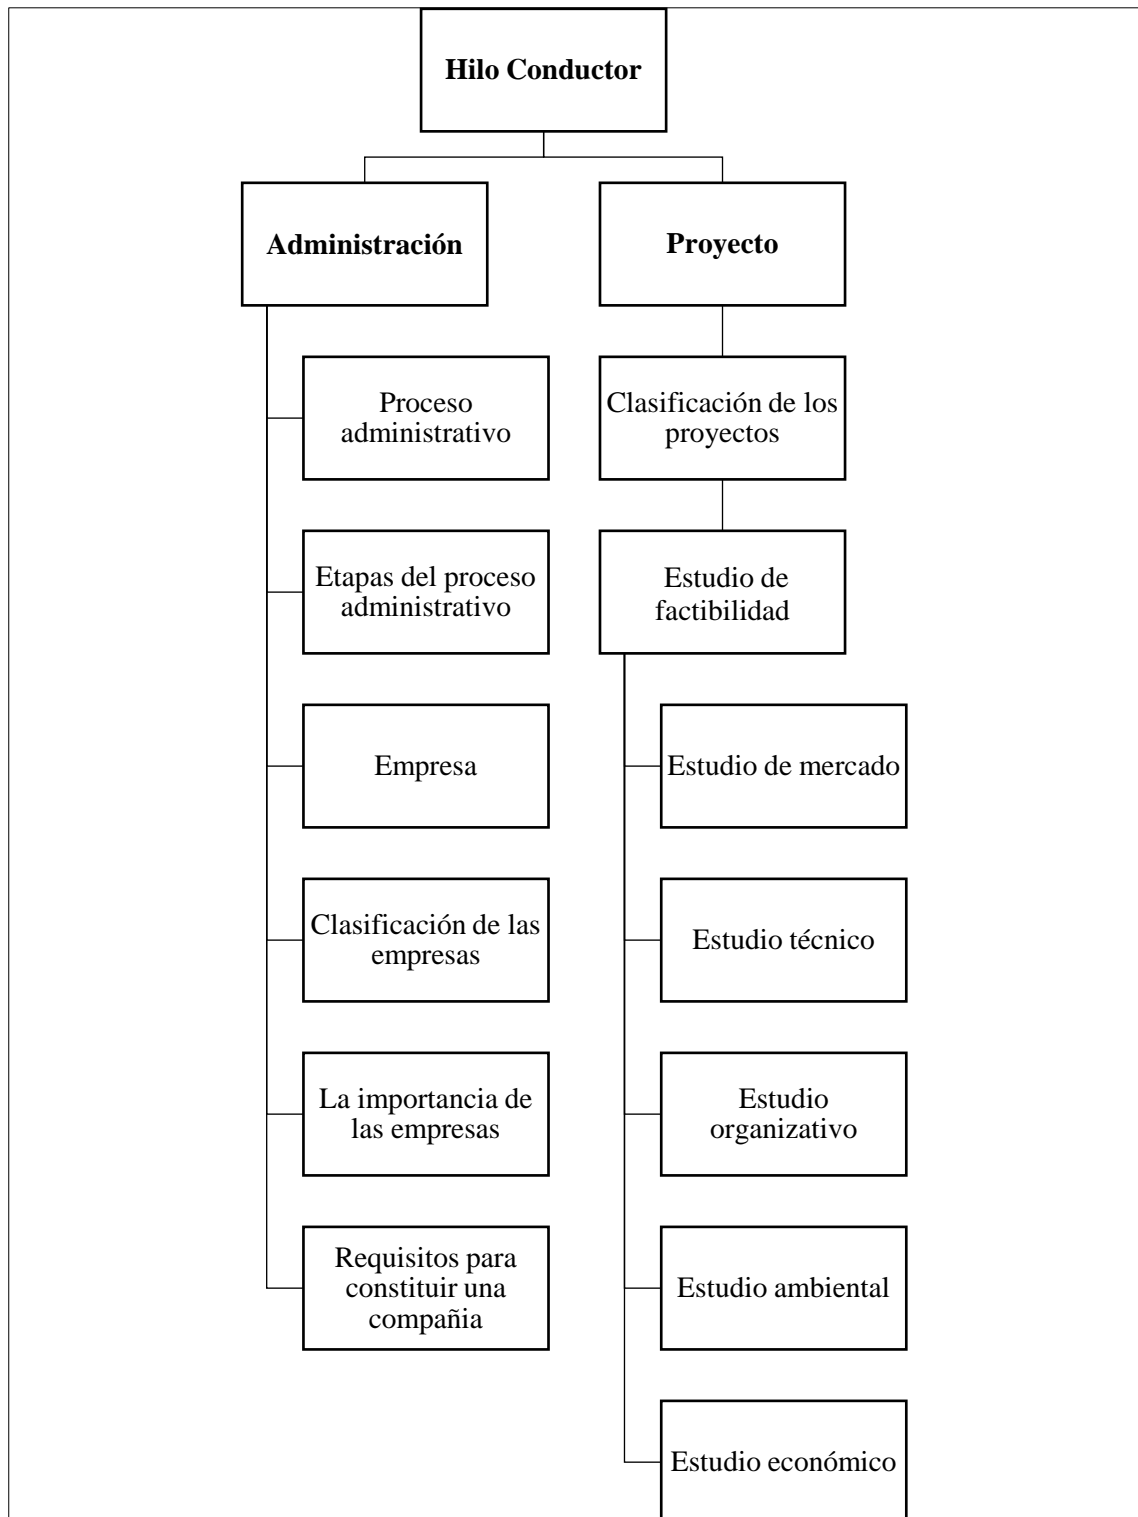 Hilo Conductor
Administración
Proceso
administrativo
Etapas del proceso
administrativo
Empresa
Clasificación de las
empresas
La importancia de
las empresas
Requisitos para
constituir una
compañia
Proyecto
Clasificación de los
proyectos
Estudio de
factibilidad
Estudio de mercado
Estudio técnico
Estudio
organizativo
Estudio ambiental
Estudio económico